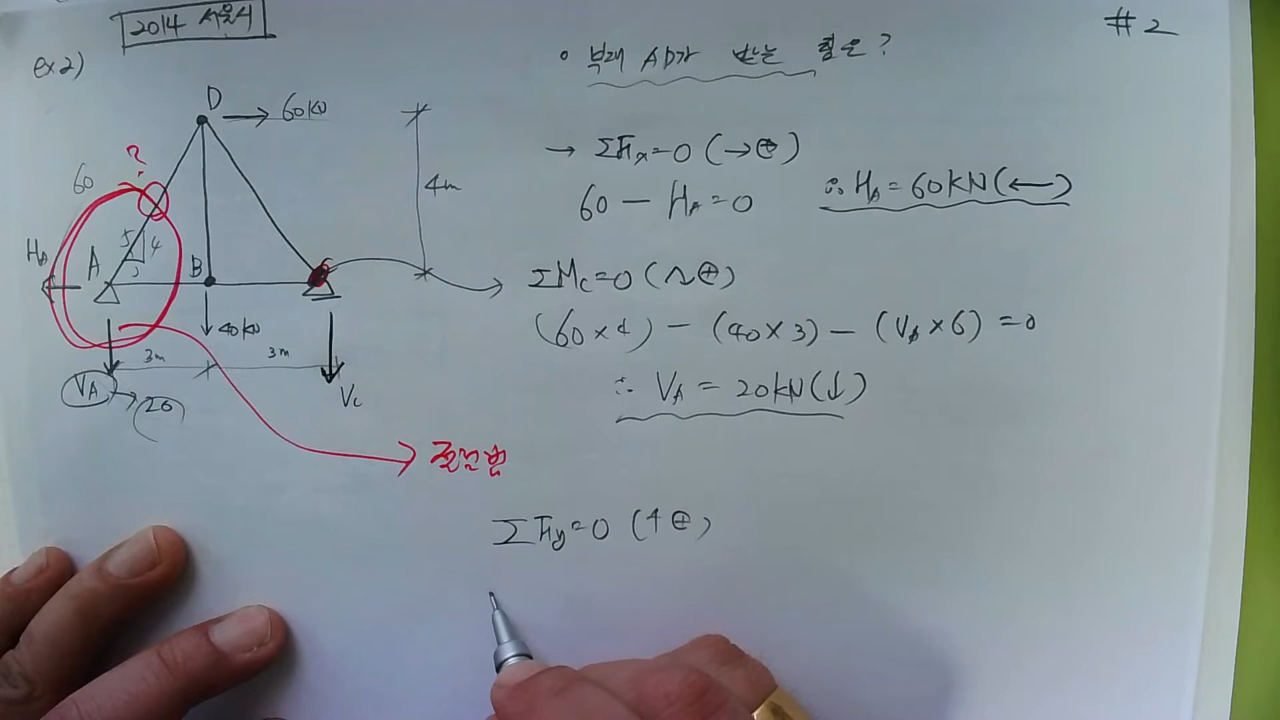 2014 서울시
#2
ex2)
• 부재 AD가 받는 힘은?
D
60kN
?
60
4m
5
4
3
HA
A
B
40kN
3m
3m
VA
(20)
Vc
절단법
→ ΣFx=0 (→⊕)
60 - HA=0
∴ HA=60kN(←)
ΣMc=0 (↷⊕)
(60×4) - (40×3) - (VA×6) =0
∴ VA = 20kN(↓)
ΣFy=0 (↑⊕)